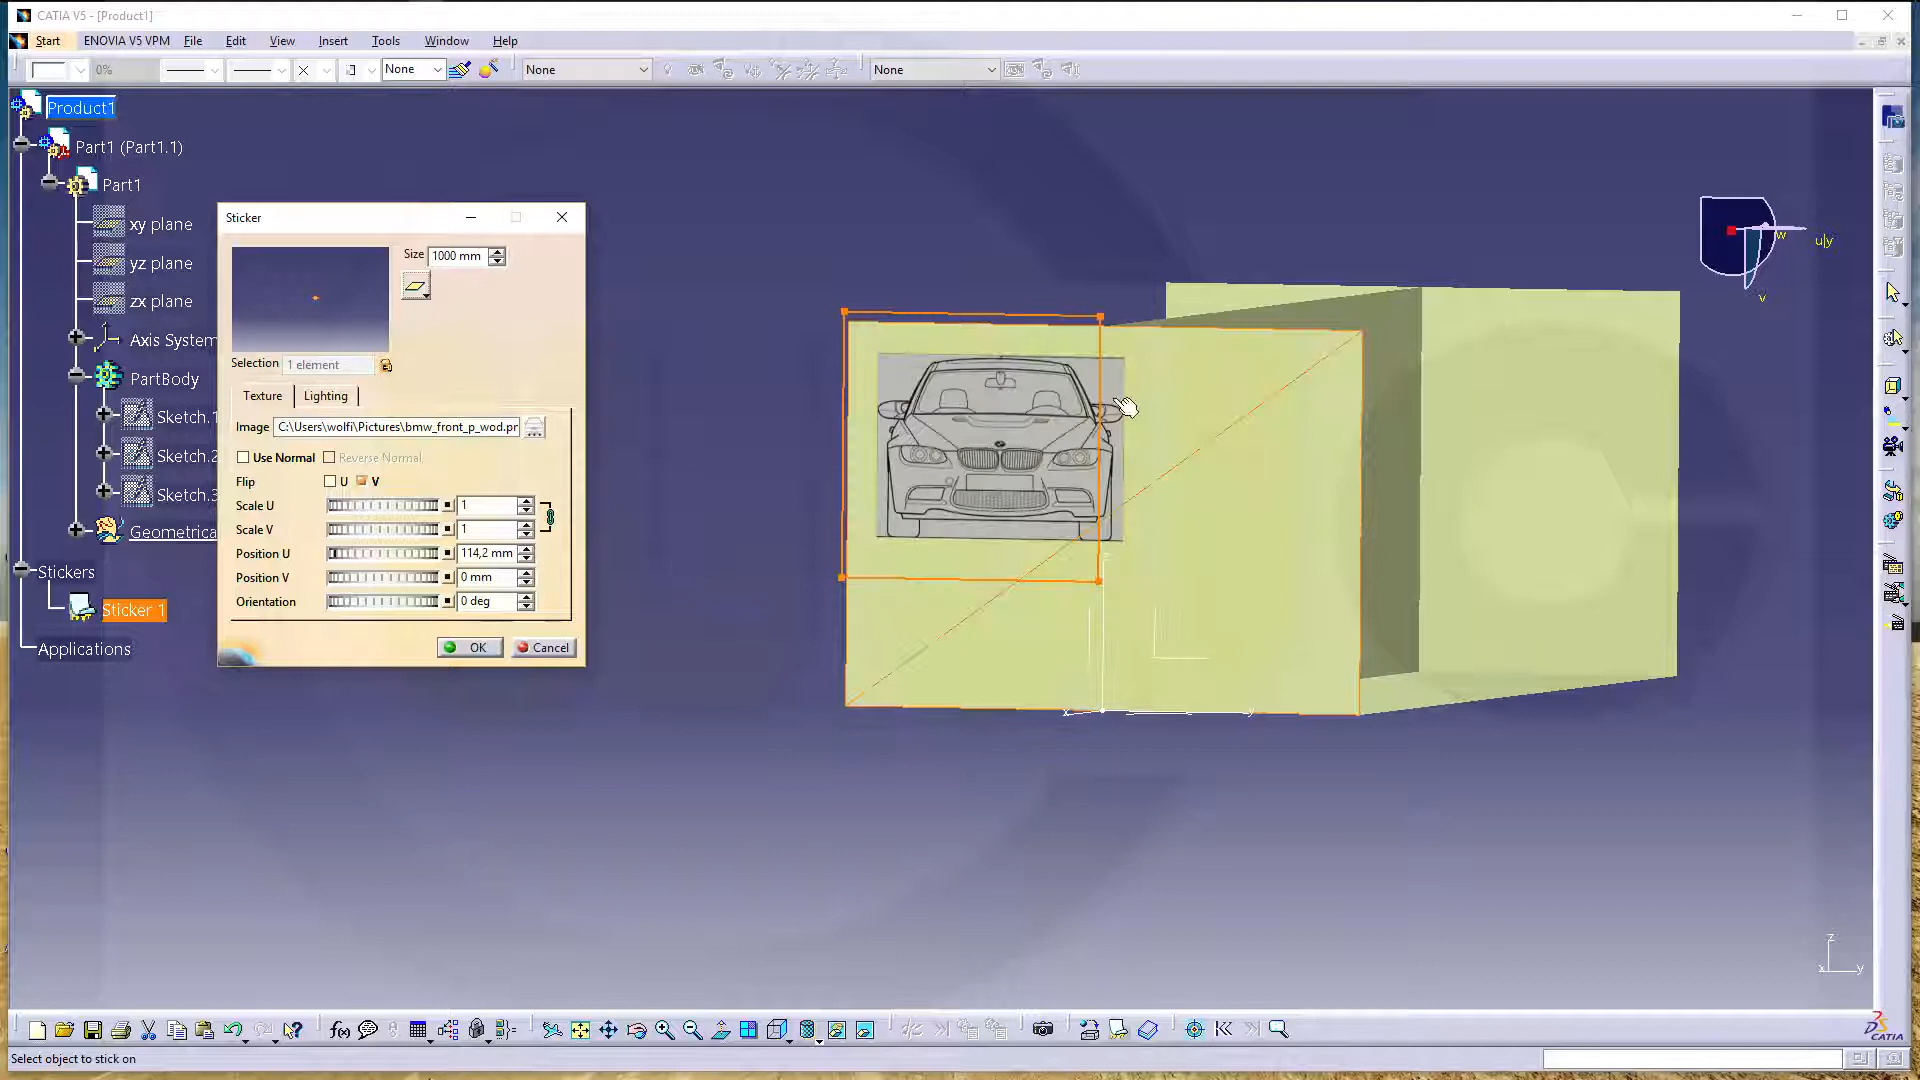 CATIA V5 - [Product1]
Start ENOVIA V5 VPM File Edit View Insert Tools Window Help
0% None None None
Product1
Part1 (Part1.1)
Part1
xy plane
yz plane
zx plane
Axis System
PartBody
Sketch.1
Sketch.2
Sketch.3
Geometrica
Stickers
Sticker 1
Applications
Sticker
Size 1000 mm
Selection 1 element
Texture Lighting
Image C:\Users\wolfi\Pictures\bmw_front_p_wod.pr
Use Normal Reverse Normal
Flip U V
Scale U 1
Scale V 1
Position U 114,2 mm
Position V 0 mm
Orientation 0 deg
OK Cancel
w
u|y
v
x y
z
x y
CATIA
Select object to stick on